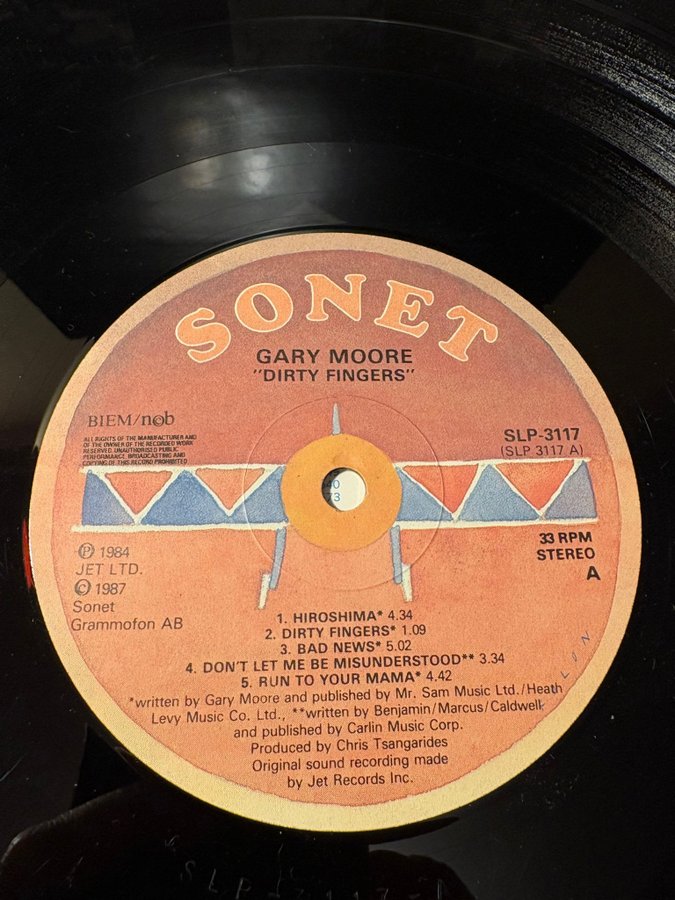 SONET
GARY MOORE
"DIRTY FINGERS"
BIEM/ncb
ALL RIGHTS OF THE MANUFACTURER AND
OF THE OWNER OF THE RECORDED WORK
RESERVED. UNAUTHORISED PUBLIC
PERFORMANCE, BROADCASTING AND
COPYING OF THIS RECORD PROHIBITED
SLP-3117
(SLP 3117 A)
℗ 1984
JET LTD.
© 1987
Sonet
Grammofon AB
33 RPM
STEREO
A
1. HIROSHIMA* 4.34
2. DIRTY FINGERS* 1.09
3. BAD NEWS* 5.02
4. DON'T LET ME BE MISUNDERSTOOD** 3.34
5. RUN TO YOUR MAMA* 4.42
*written by Gary Moore and published by Mr. Sam Music Ltd./Heath
Levy Music Co. Ltd., **written by Benjamin/Marcus/Caldwell
and published by Carlin Music Corp.
Produced by Chris Tsangarides
Original sound recording made
by Jet Records Inc.